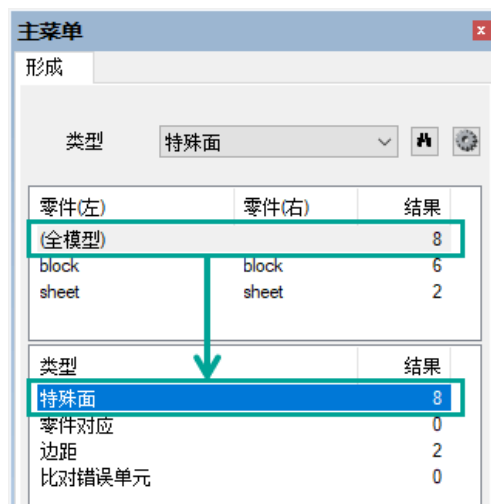 主菜单
形成
类型 特殊面
零件(左) 零件(右) 结果
(全模型) 8
block block 6
sheet sheet 2
类型 结果
特殊面 8
零件对应 0
边距 2
比对错误单元 0